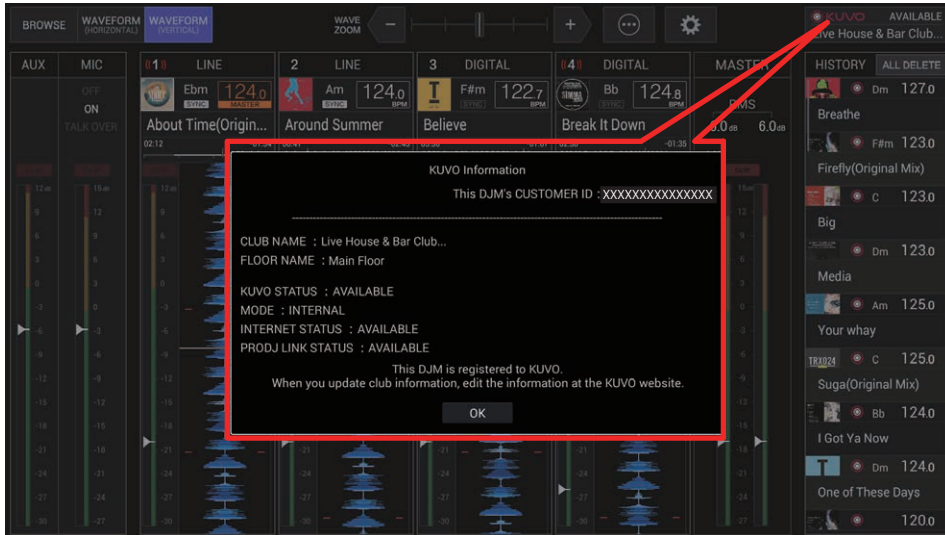 BROWSE
WAVEFORM
(HORIZONTAL)
WAVEFORM
(VERTICAL)
WAVE
ZOOM
KUVO AVAILABLE
Live House & Bar Club...
AUX
MIC
OFF
ON
TALK OVER
((1)) LINE
Ebm
SYNC
124.0
MASTER
About Time(Origin...
02:12
2 LINE
Am
SYNC
124.0
BPM
Around Summer
3 DIGITAL
F#m
SYNC
122.7
BPM
Believe
((4)) DIGITAL
Bb
SYNC
124.8
BPM
Break It Down
-01:35
MASTER
RMS
6.0 dB
HISTORY ALL DELETE
Dm 127.0
Breathe
F#m 123.0
Firefly(Original Mix)
C 123.0
Big
Dm 123.0
Media
Am 125.0
Your whay
TRX024 C 125.0
Suga(Original Mix)
Bb 124.0
I Got Ya Now
Dm 124.0
One of These Days
120.0
KUVO Information
This DJM's CUSTOMER ID : XXXXXXXXXXXXXXX
CLUB NAME : Live House & Bar Club...
FLOOR NAME : Main Floor
KUVO STATUS : AVAILABLE
MODE : INTERNAL
INTERNET STATUS : AVAILABLE
PRODJ LINK STATUS : AVAILABLE
This DJM is registered to KUVO.
When you update club information, edit the information at the KUVO website.
OK